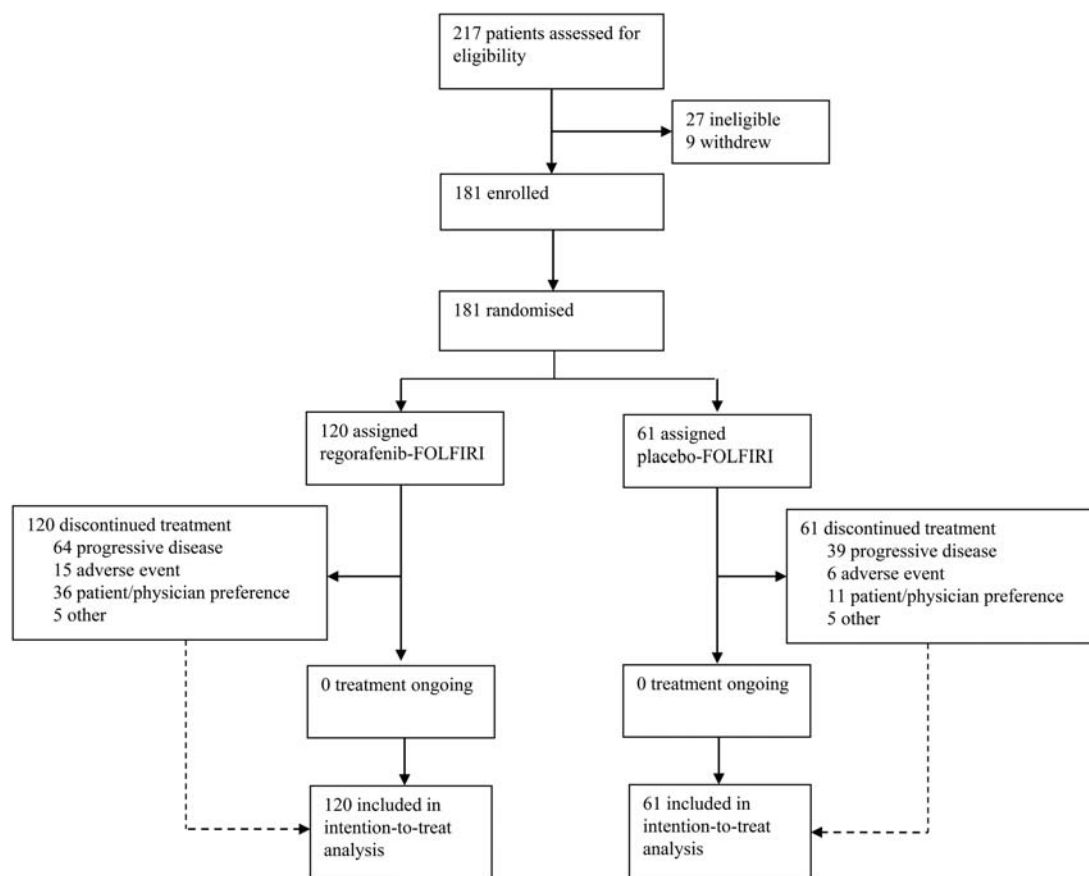 217 patients assessed for
eligibility
27 ineligible
9 withdrew
181 enrolled
181 randomised
120 assigned
regorafenib-FOLFIRI
61 assigned
placebo-FOLFIRI
120 discontinued treatment
64 progressive disease
15 adverse event
36 patient/physician preference
5 other
61 discontinued treatment
39 progressive disease
6 adverse event
11 patient/physician preference
5 other
0 treatment ongoing
0 treatment ongoing
120 included in
intention-to-treat
analysis
61 included in
intention-to-treat
analysis